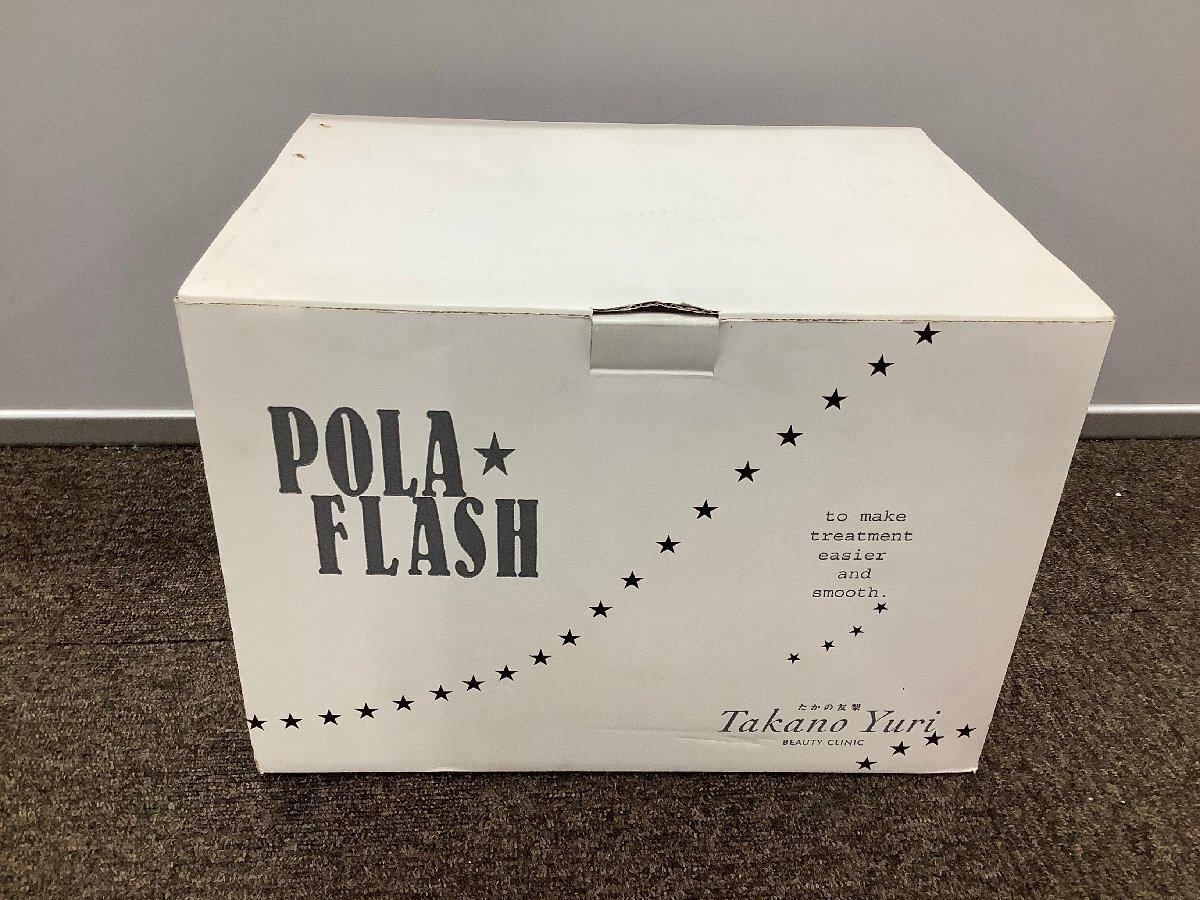 POLA★
FLASH
to make
treatment
easier
and
smooth.
たかの友梨
Takano Yuri
BEAUTY CLINIC